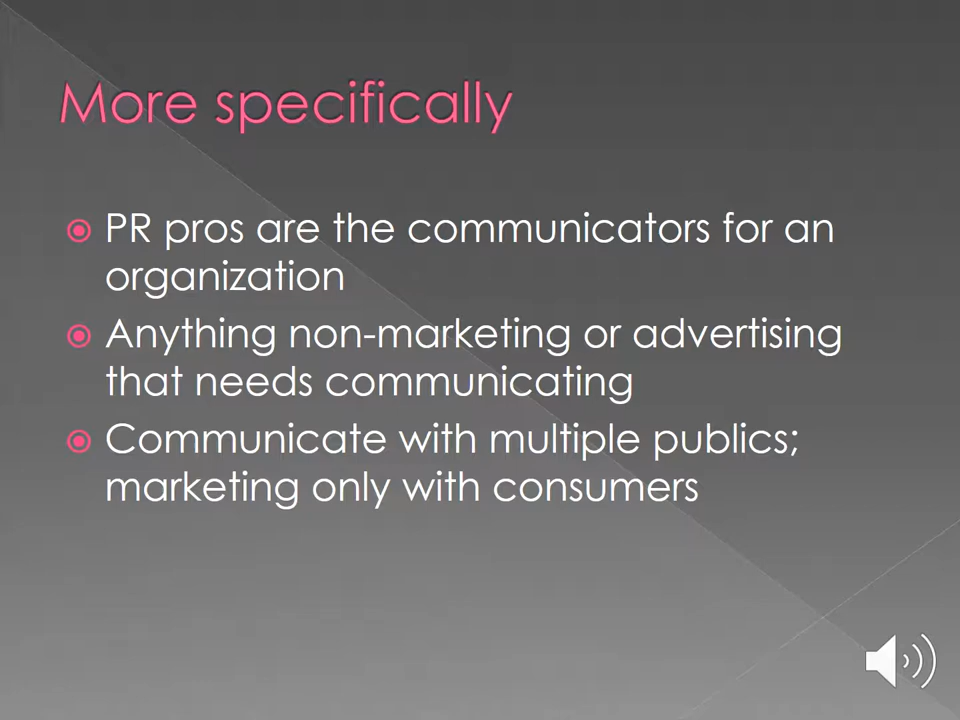 More specifically
PR pros are the communicators for an
organization
Anything non-marketing or advertising
that needs communicating
Communicate with multiple publics;
marketing only with consumers